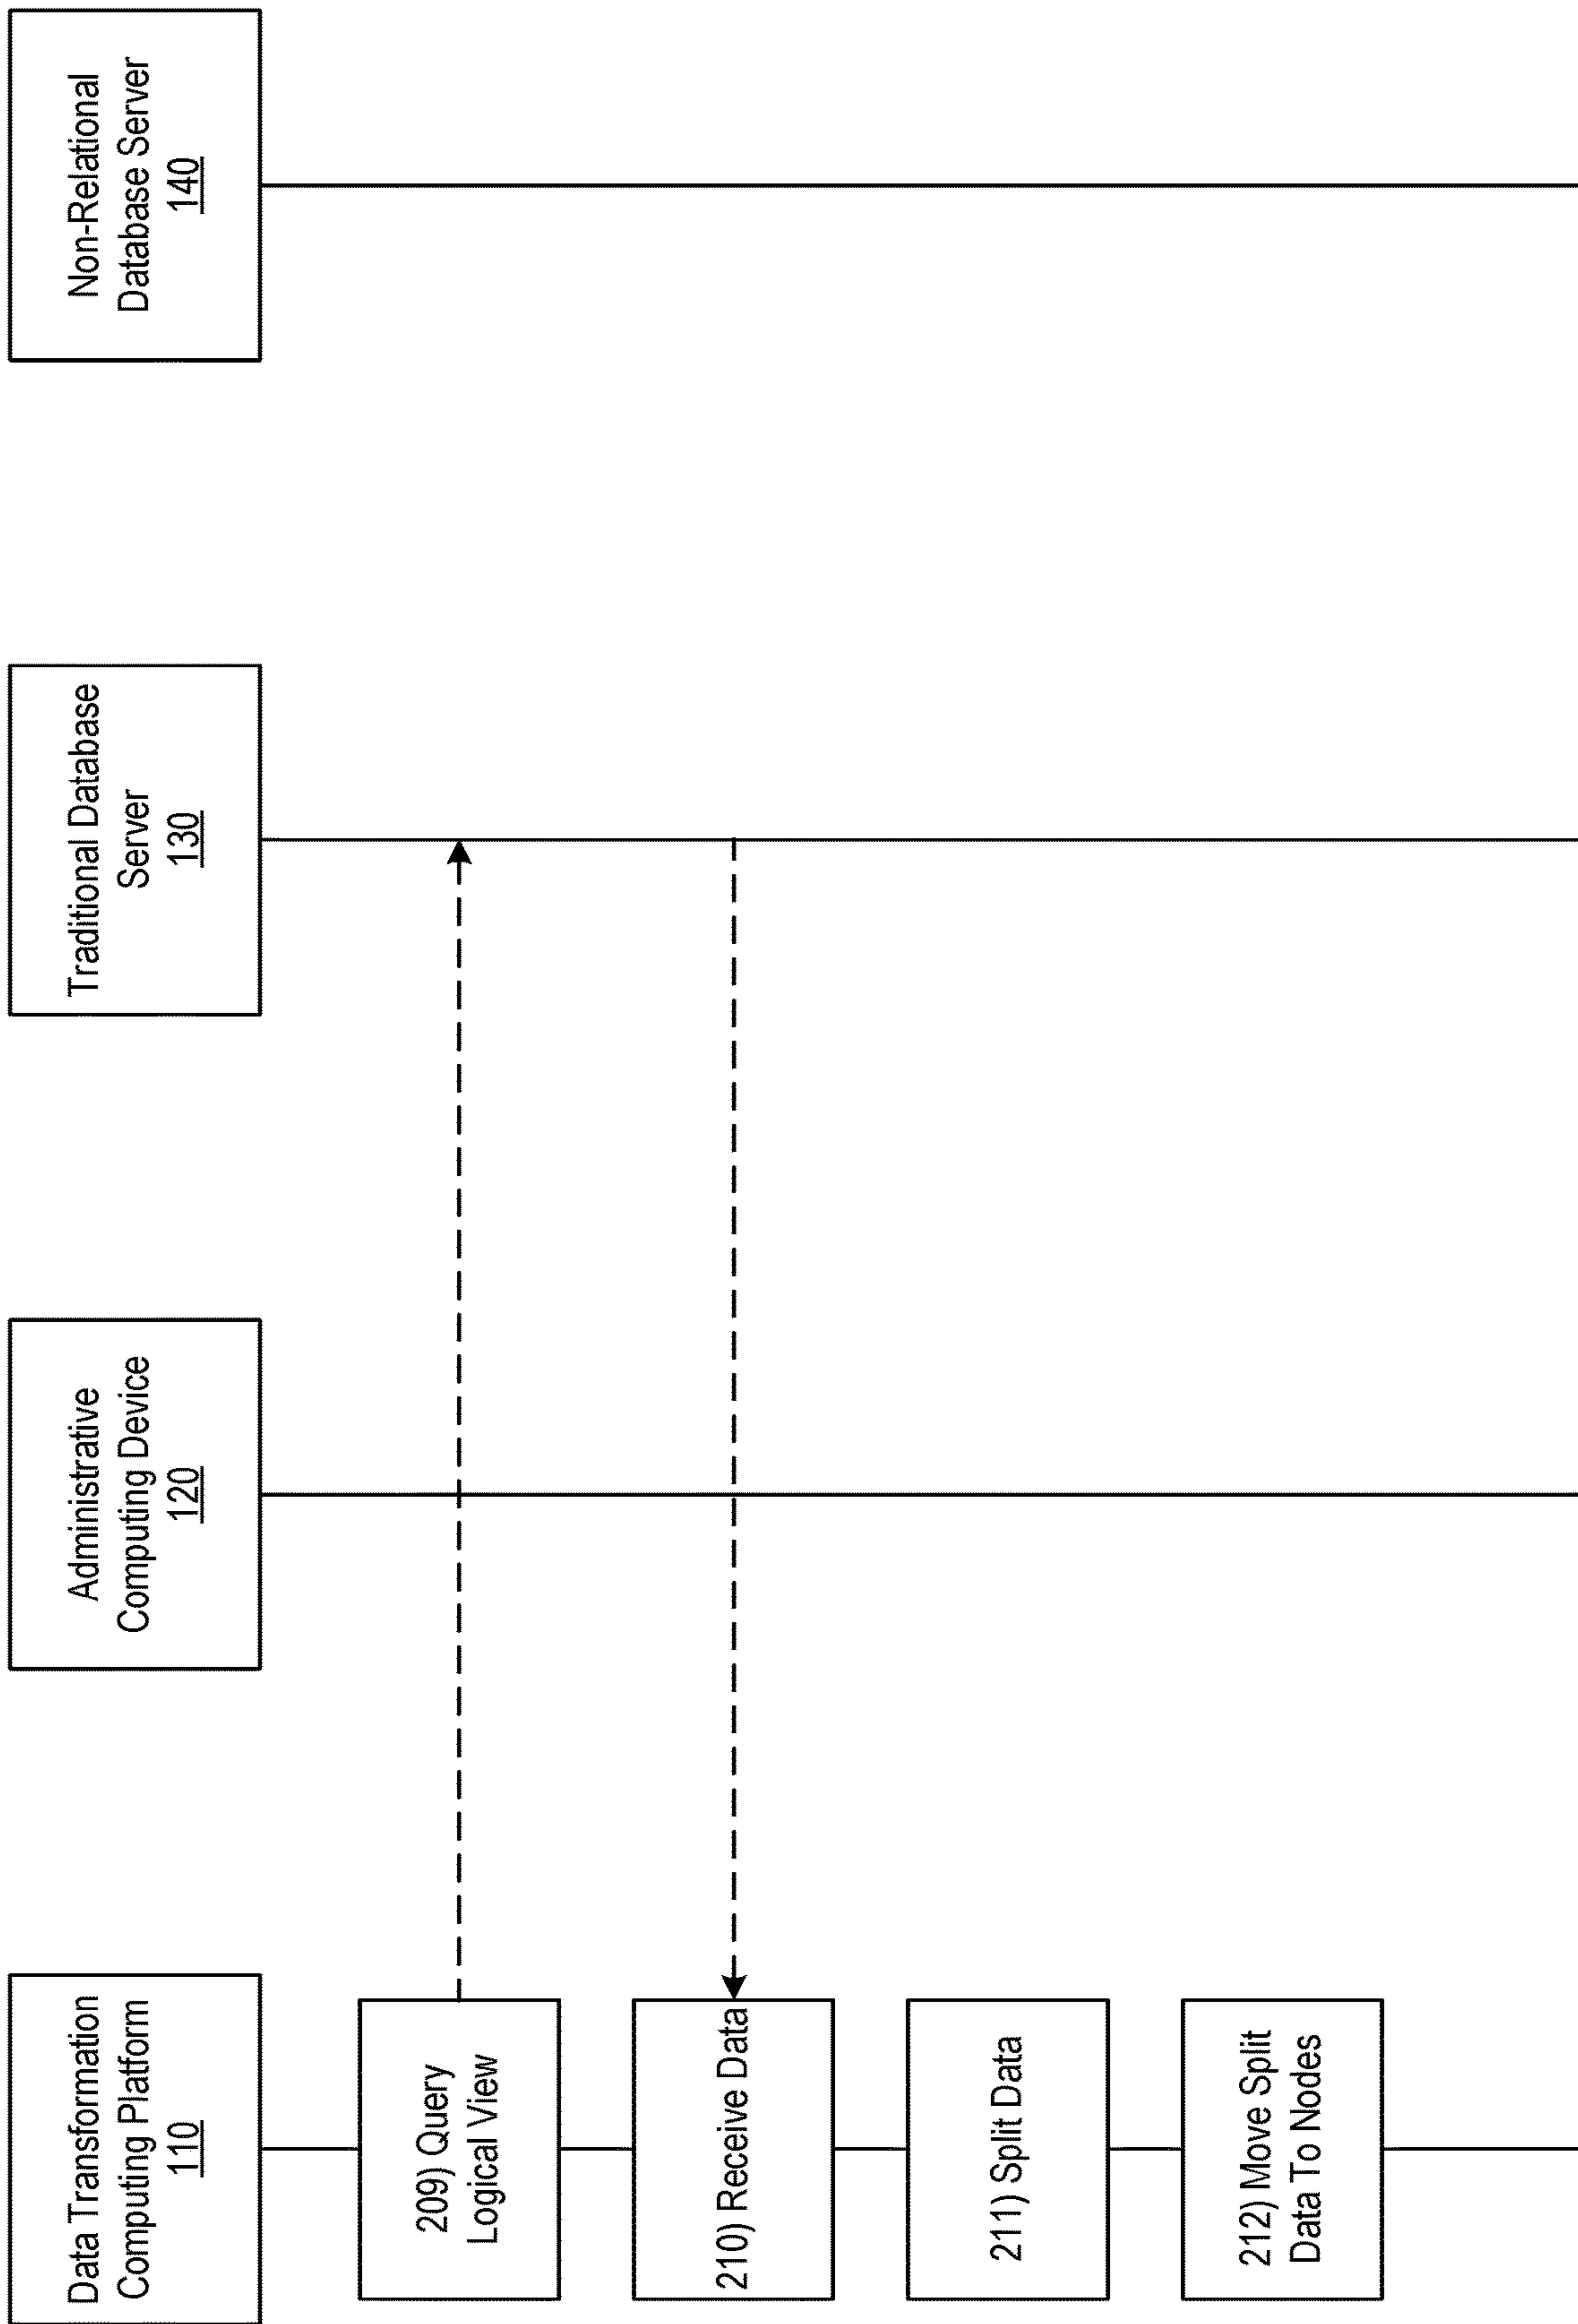 Data Transformation
Computing Platform
110
Administrative
Computing Device
120
Traditional Database
Server
130
Non-Relational
Database Server
140
209) Query
Logical View
210) Receive Data
211) Split Data
212) Move Split
Data To Nodes